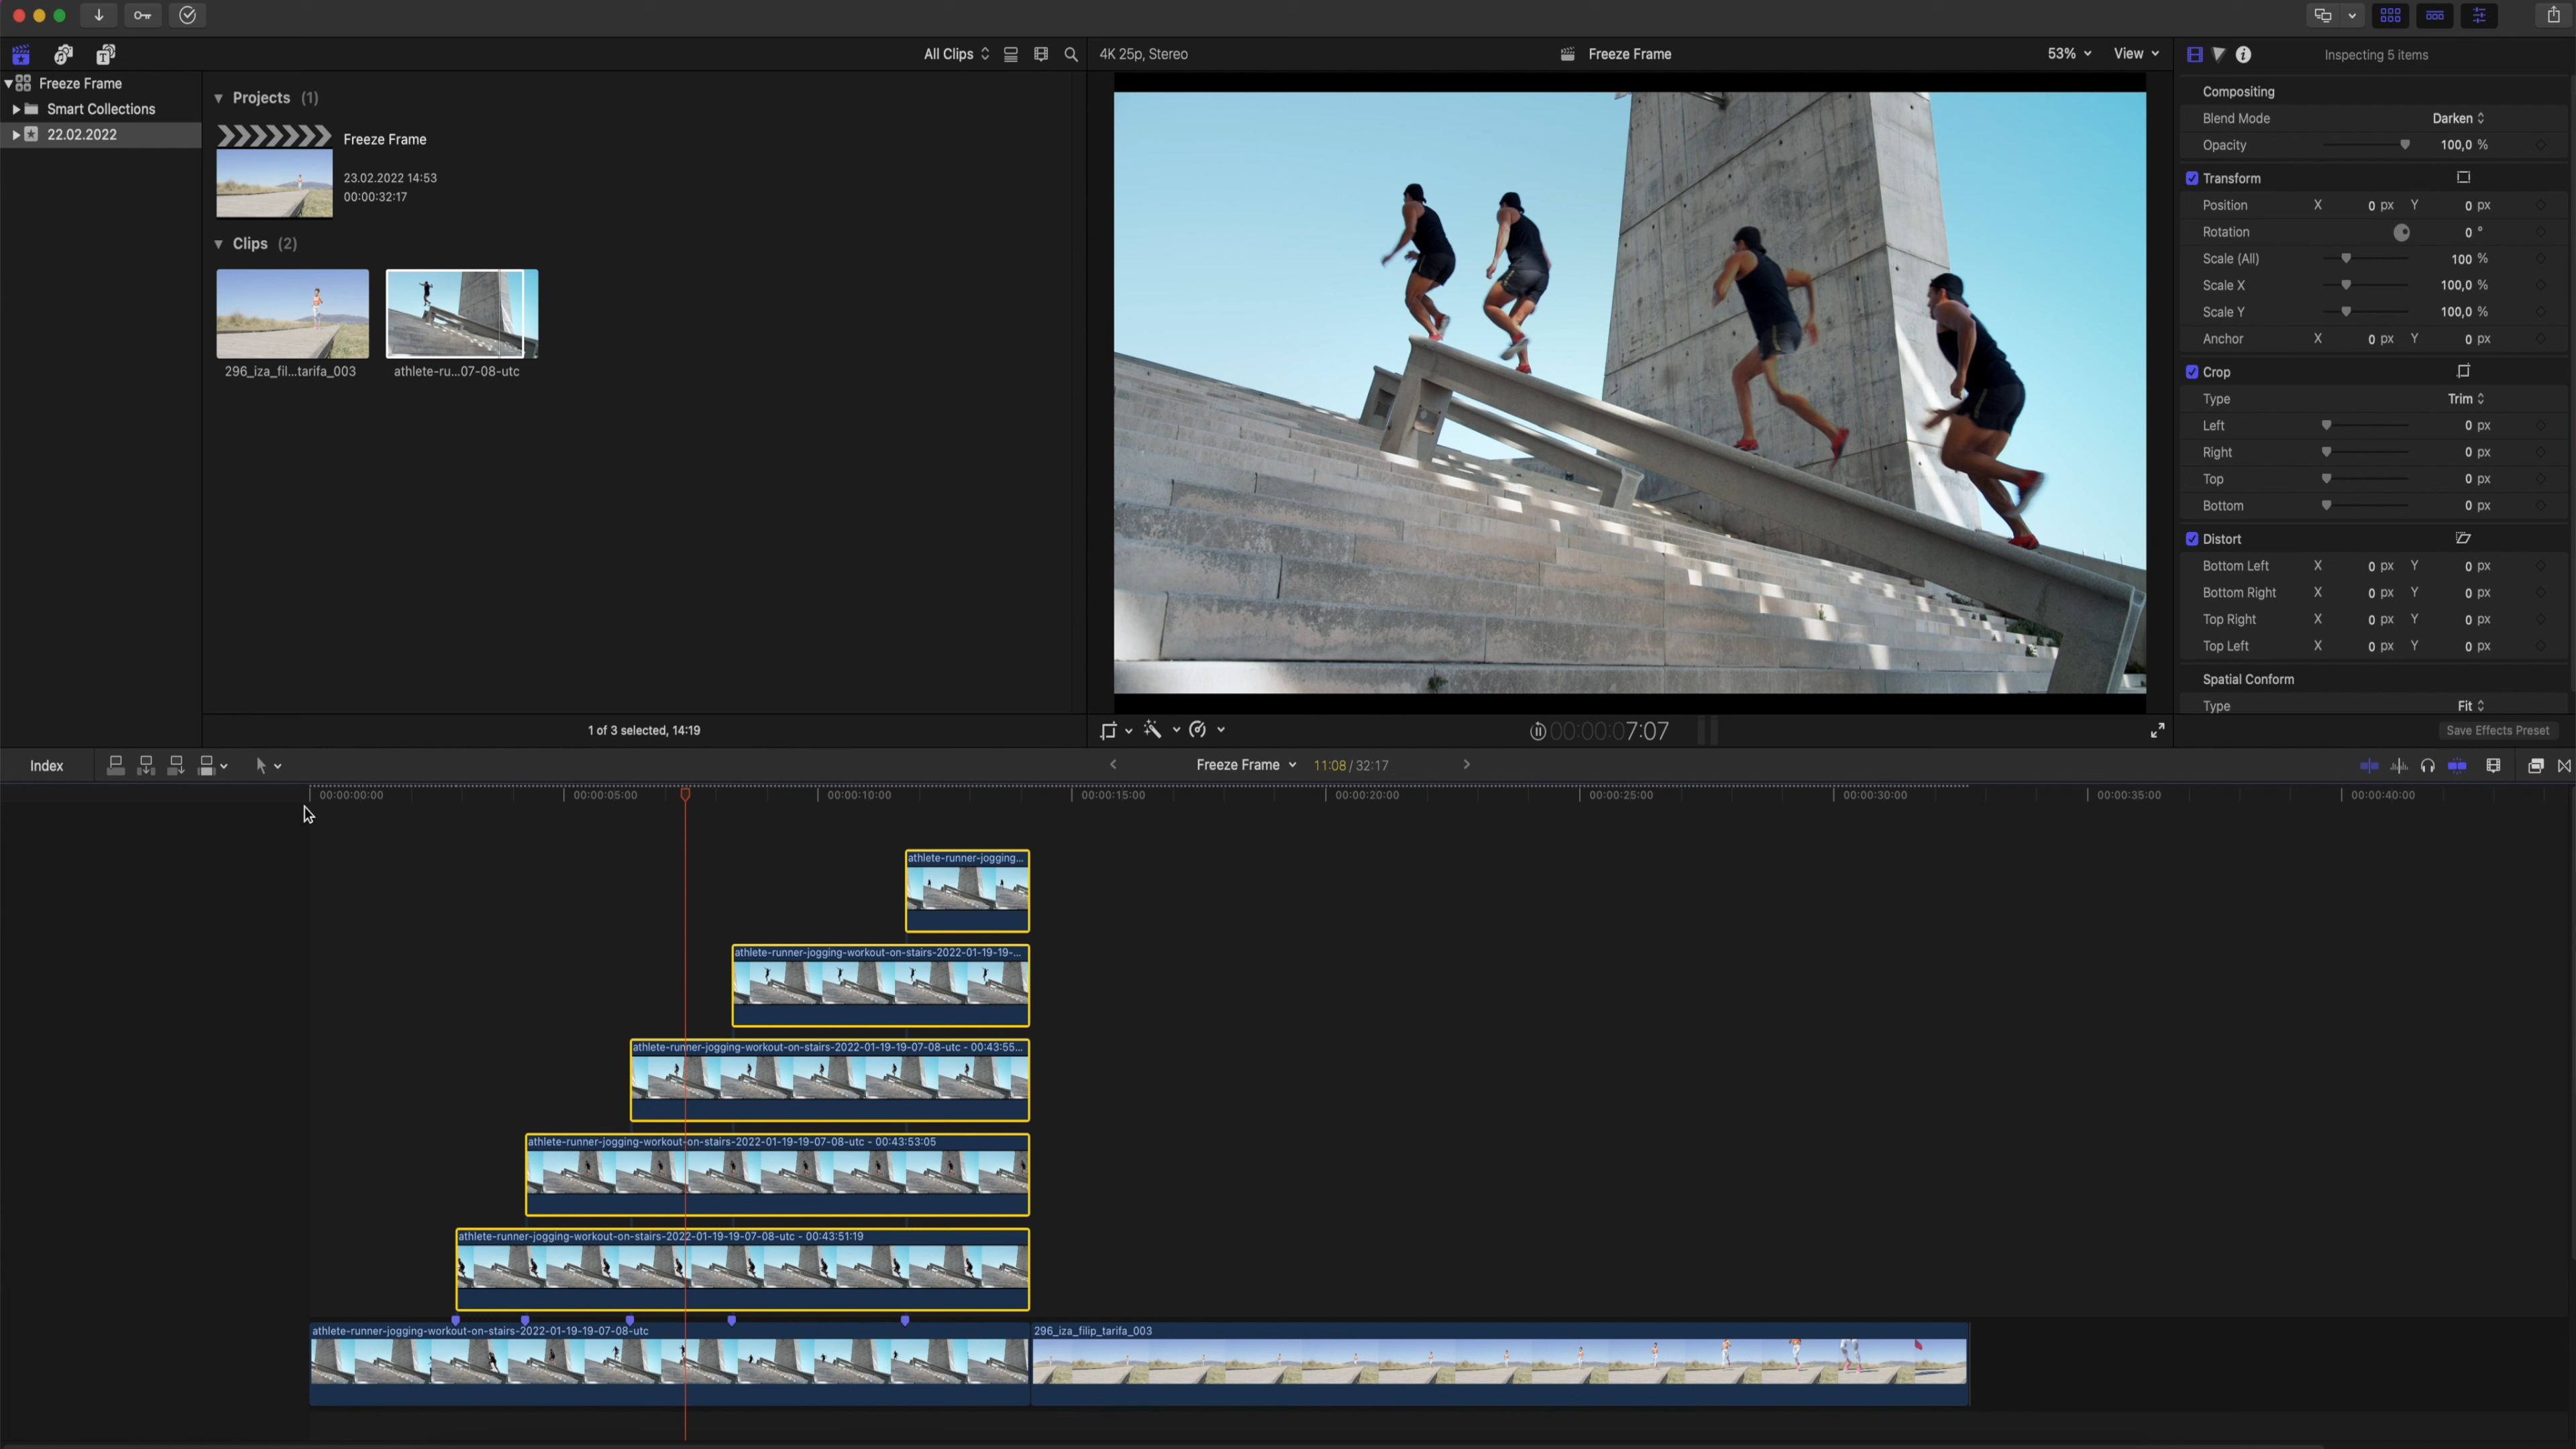 All Clips
4K 25p, Stereo
Freeze Frame
53%
View
Inspecting 5 items
Freeze Frame
Smart Collections
22.02.2022
Projects (1)
Freeze Frame
23.02.2022 14:53
00:00:32:17
Clips (2)
296_iza_fil...tarifa_003
athlete-ru...07-08-utc
Compositing
Blend Mode Darken
Opacity 100,0 %
Transform
Position X 0 px Y 0 px
Rotation 0 °
Scale (All) 100 %
Scale X 100,0 %
Scale Y 100,0 %
Anchor X 0 px Y 0 px
Crop
Type Trim
Left 0 px
Right 0 px
Top 0 px
Bottom 0 px
Distort
Bottom Left X 0 px Y 0 px
Bottom Right X 0 px Y 0 px
Top Right X 0 px Y 0 px
Top Left X 0 px Y 0 px
Spatial Conform
Type Fit
1 of 3 selected, 14:19
00:00:07:07
Save Effects Preset
Index
Freeze Frame
11:08 / 32:17
00:00:00:00
00:00:05:00
00:00:10:00
00:00:15:00
00:00:20:00
00:00:25:00
00:00:30:00
00:00:35:00
00:00:40:00
athlete-runner-jogging...
athlete-runner-jogging-workout-on-stairs-2022-01-19-19-...
athlete-runner-jogging-workout-on-stairs-2022-01-19-19-07-08-utc - 00:43:55...
athlete-runner-jogging-workout-on-stairs-2022-01-19-19-07-08-utc - 00:43:53:05
athlete-runner-jogging-workout-on-stairs-2022-01-19-19-07-08-utc - 00:43:51:19
athlete-runner-jogging-workout-on-stairs-2022-01-19-19-07-08-utc
296_iza_filip_tarifa_003